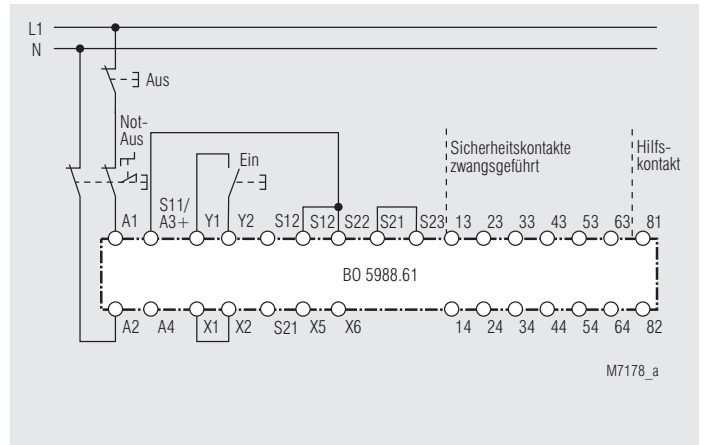 L1
N
Aus
Not-
Aus
Ein
Sicherheitskontakte
zwangsgeführt
Hilfs-
kontakt
A1 S11/ A3+ Y1 Y2 S12 S12 S22 S21 S23 13 23 33 43 53 63 81
BO 5988.61
A2 A4 X1 X2 S21 X5 X6 14 24 34 44 54 64 82
M7178_a